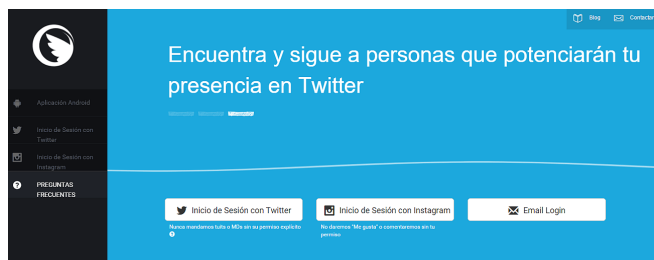 Blog
Contactar
Encuentra y sigue a personas que potenciarán tu
presencia en Twitter
Aplicación Android
Inicio de Sesión con
Twitter
Inicio de Sesión con
Instagram
PREGUNTAS
FRECUENTES
Inicio de Sesión con Twitter
Inicio de Sesión con Instagram
Email Login
Nunca mandamos tuits o MDs sin su permiso explícito
No daremos "Me gusta" o comentaremos sin tu
permiso